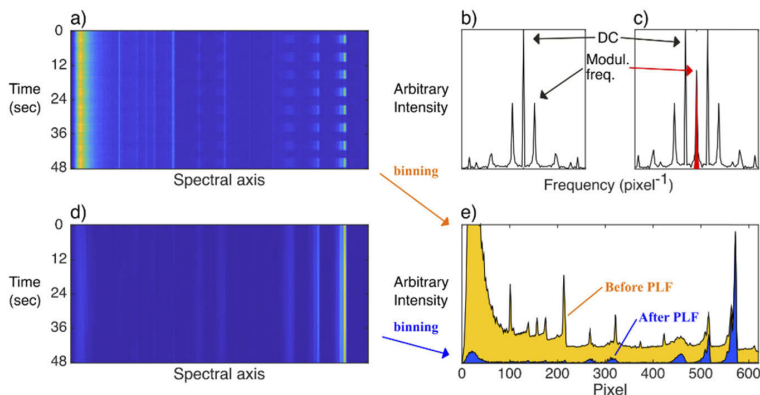 a)
0
12
24
36
48
Time
(sec)
Spectral axis
b)
c)
DC
Modul.
freq.
Arbitrary
Intensity
Frequency (pixel⁻¹)
binning
d)
0
12
24
36
48
Time
(sec)
Spectral axis
binning
e)
Arbitrary
Intensity
Before PLF
After PLF
0 100 200 300 400 500 600
Pixel